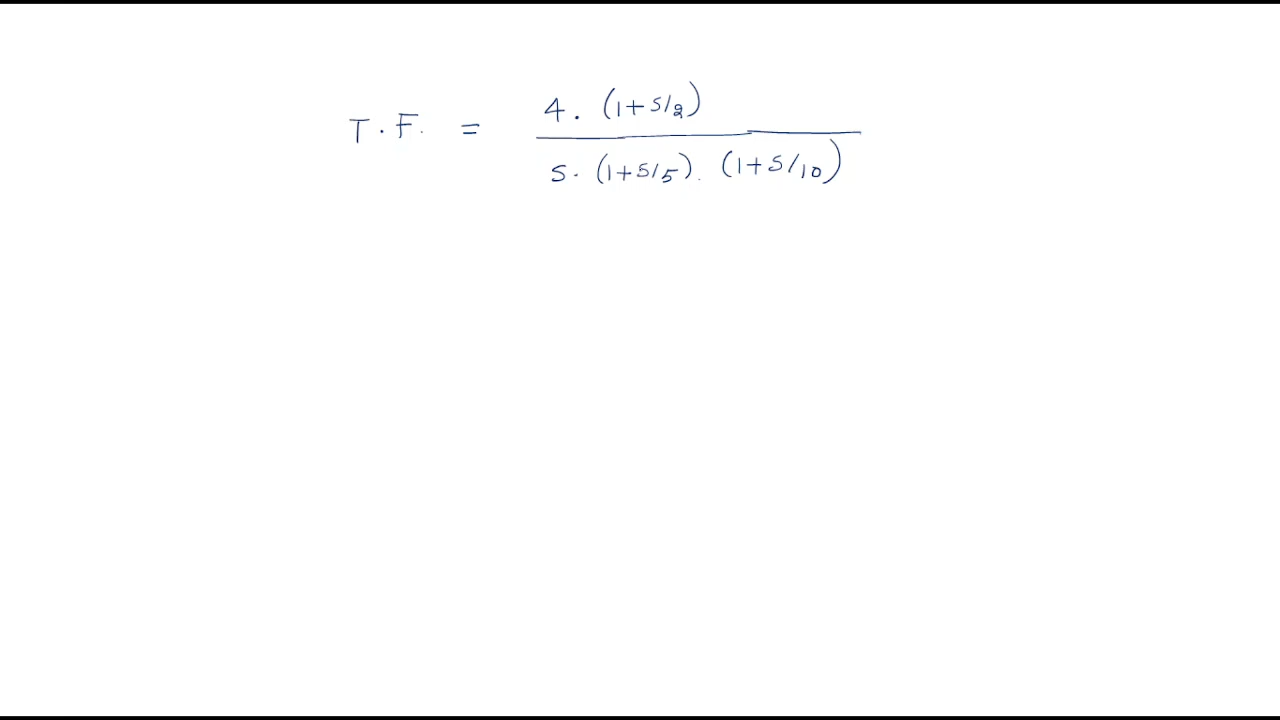 T.F. = 4. (1+s/2)
s. (1+s/5). (1+s/10)